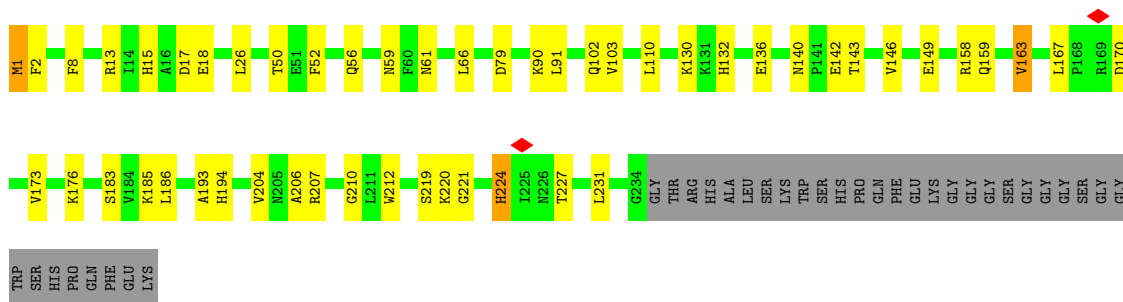 M1 F2 F8 R13 I14 H15 A16 D17 E18 L26 T50 E51 F52 Q56 N59 F60 N61 L66 D79 K90 L91 Q102 V103 L110 K130 K131 H132 E136 N140 P141 E142 T143 V146 E149 R158 Q159 V163 L167 P168 R169 D170
V173 K176 S183 V184 K185 L186 A193 H194 V204 N205 A206 R207 G210 L211 W212 S219 K220 G221 H224 I225 N226 T227 L231 G234 GLY THR ARG HIS ALA LEU SER LYS TRP SER HIS PRO GLN PHE GLU LYS GLY GLY GLY SER GLY GLY GLY SER GLY GLY
TRP SER HIS PRO GLN PHE GLU LYS